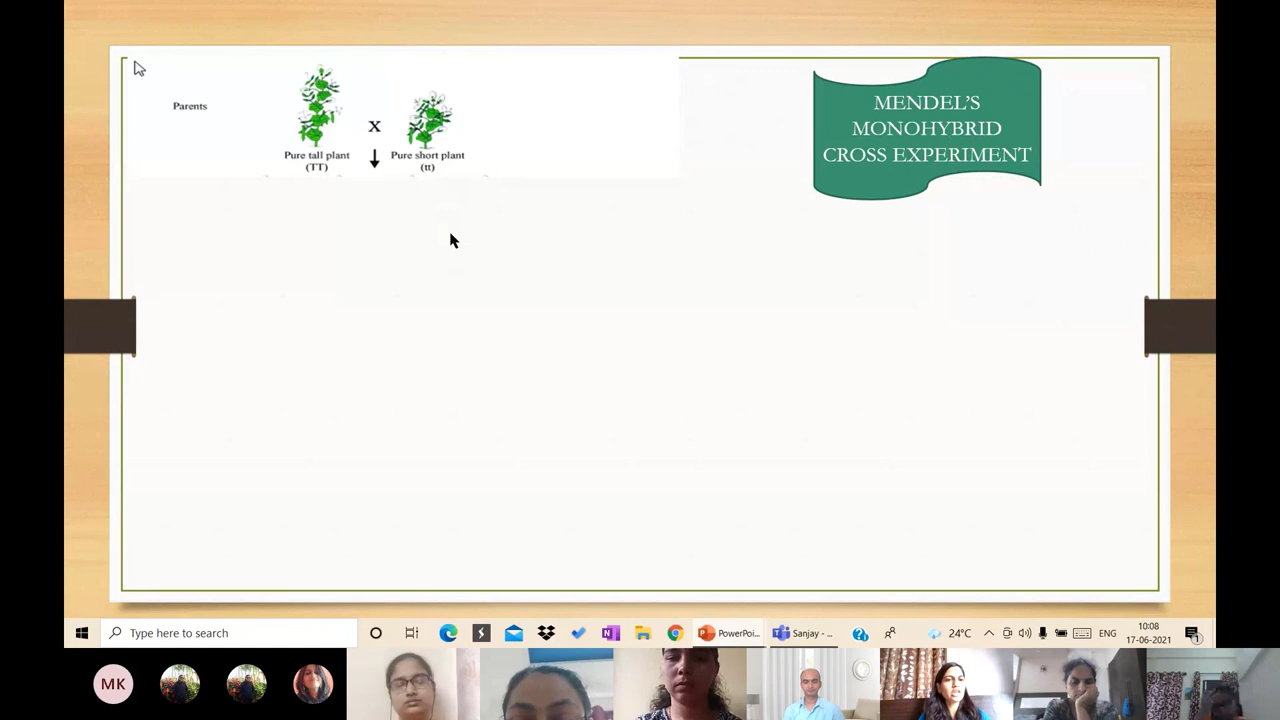 MENDEL'S
MONOHYBRID
CROSS EXPERIMENT
Parents
X
Pure tall plant
(TT)
Pure short plant
(tt)
Type here to search
PowerPoi...
Sanjay - ...
24°C
ENG
10:08
17-06-2021
1
MK